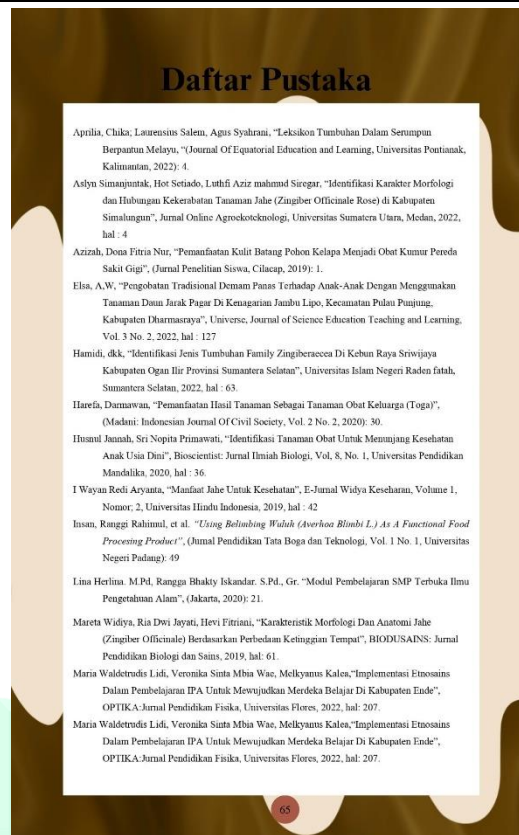 Daftar Pustaka
Aprilia, Chika; Laurensius Salem, Agus Syahrani, “Leksikon Tumbuhan Dalam Serumpun
Berpantun Melayu, “(Journal Of Equatorial Education and Learning, Universitas Pontianak,
Kalimantan, 2022): 4.
Aslyn Simanjuntak, Hot Setiado, Luthfi Aziz mahmud Siregar, “Identifikasi Karakter Morfologi
dan Hubungan Kekerabatan Tanaman Jahe (Zingiber Officinale Rose) di Kabupaten
Simalungun”, Jurnal Online Agroekoteknologi, Universitas Sumatera Utara, Medan, 2022,
hal : 4
Azizah, Dona Fitria Nur, “Pemanfaatan Kulit Batang Pohon Kelapa Menjadi Obat Kumur Pereda
Sakit Gigi”, (Jurnal Penelitian Siswa, Cilacap, 2019): 1.
Elsa, A,W, “Pengobatan Tradisional Demam Panas Terhadap Anak-Anak Dengan Menggunakan
Tanaman Daun Jarak Pagar Di Kenagarian Jambu Lipo, Kecamatan Pulau Punjung,
Kabupaten Dharmasraya”, Universe, Journal of Science Education Teaching and Learning,
Vol. 3 No. 2, 2022, hal : 127
Hamidi, dkk, “Identifikasi Jenis Tumbuhan Family Zingiberaecea Di Kebun Raya Sriwijaya
Kabupaten Ogan Ilir Provinsi Sumantera Selatan”, Universitas Islam Negeri Raden fatah,
Sumantera Selatan, 2022, hal : 63.
Harefa, Darmawan, “Pemanfaatan Hasil Tanaman Sebagai Tanaman Obat Keluarga (Toga)”,
(Madani: Indonesian Journal Of Civil Society, Vol. 2 No. 2, 2020): 30.
Husnul Jannah, Sri Nopita Primawati, “Identifikasi Tanaman Obat Untuk Menunjang Kesehatan
Anak Usia Dini”, Bioscientist: Jurnal Ilmiah Biologi, Vol, 8, No. 1, Universitas Pendidikan
Mandalika, 2020, hal : 36.
I Wayan Redi Aryanta, “Manfaat Jahe Untuk Kesehatan”, E-Jurnal Widya Keseharan, Volume 1,
Nomor; 2, Universitas Hindu Indonesia, 2019, hal : 42
Insan, Ranggi Rahimul, et al. “Using Belimbing Wuluh (Averhoa Blimbi L.) As A Functional Food
Procesing Product”, (Jurnal Pendidikan Tata Boga dan Teknologi, Vol. 1 No. 1, Universitas
Negeri Padang): 49
Lina Herlina. M.Pd, Rangga Bhakty Iskandar. S.Pd., Gr. “Modul Pembelajaran SMP Terbuka Ilmu
Pengetahuan Alam”, (Jakarta, 2020): 21.
Mareta Widiya, Ria Dwi Jayati, Hevi Fitriani, “Karakteristik Morfologi Dan Anatomi Jahe
(Zingiber Officinale) Berdasarkan Perbedaan Ketinggian Tempat”, BIODUSAINS: Jurnal
Pendidikan Biologi dan Sains, 2019, hal: 61.
Maria Waldetrudis Lidi, Veronika Sinta Mbia Wae, Melkyanus Kalea,“Implementasi Etnosains
Dalam Pembelajaran IPA Untuk Mewujudkan Merdeka Belajar Di Kabupaten Ende”,
OPTIKA:Jurnal Pendidikan Fisika, Universitas Flores, 2022, hal: 207.
Maria Waldetrudis Lidi, Veronika Sinta Mbia Wae, Melkyanus Kalea,“Implementasi Etnosains
Dalam Pembelajaran IPA Untuk Mewujudkan Merdeka Belajar Di Kabupaten Ende”,
OPTIKA:Jurnal Pendidikan Fisika, Universitas Flores, 2022, hal: 207.
65